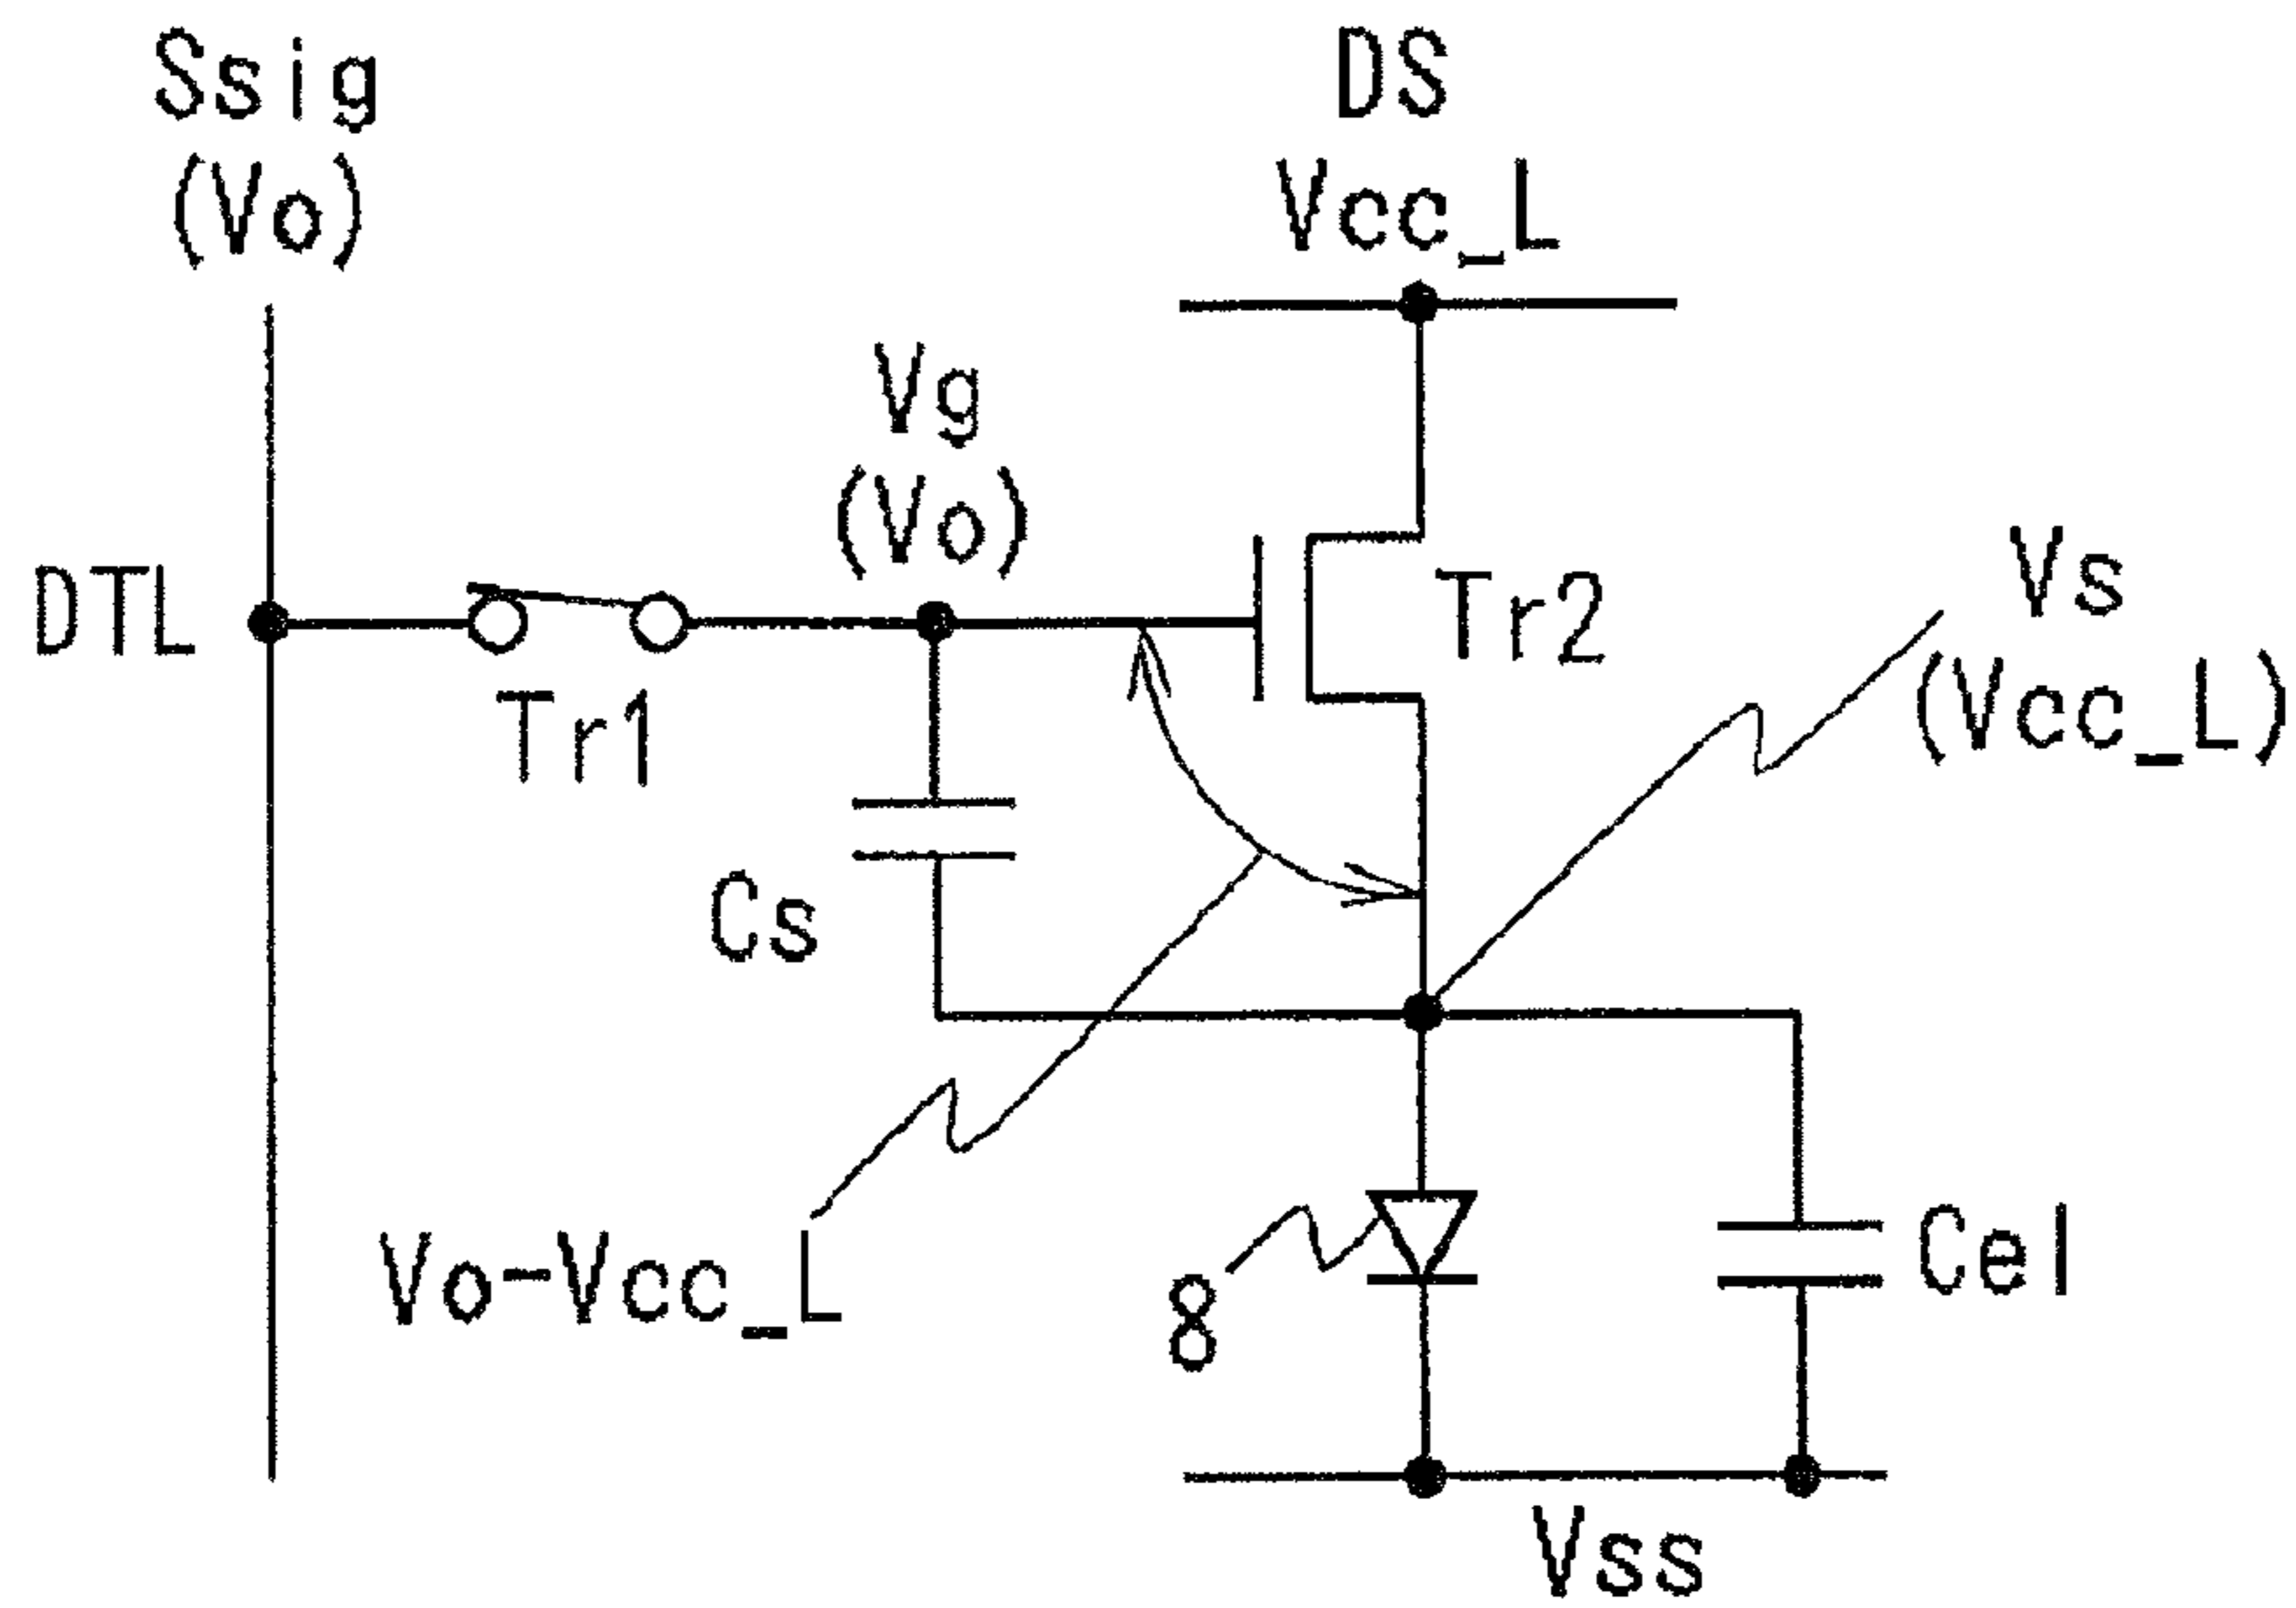 Ssig
(Vo)
DS
Vcc_L
Vg
(Vo)
DTL
Tr1
Tr2
Vs
(Vcc_L)
Cs
Vo-Vcc_L
8
Cel
Vss